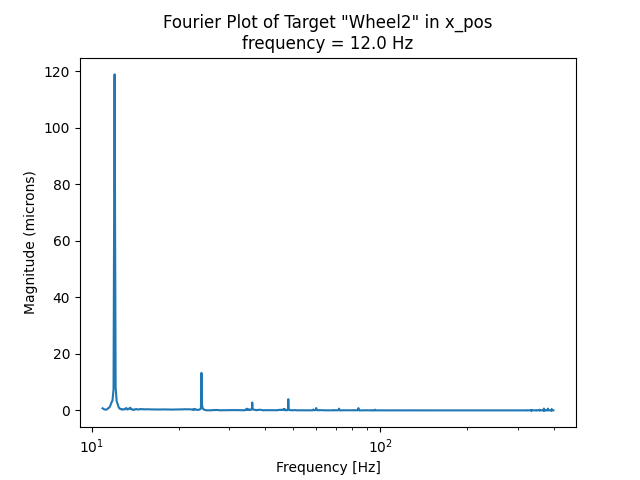 Fourier Plot of Target "Wheel2" in x_pos
frequency = 12.0 Hz
120
100
80
60
40
20
0
Magnitude (microns)
10¹
10²
Frequency [Hz]